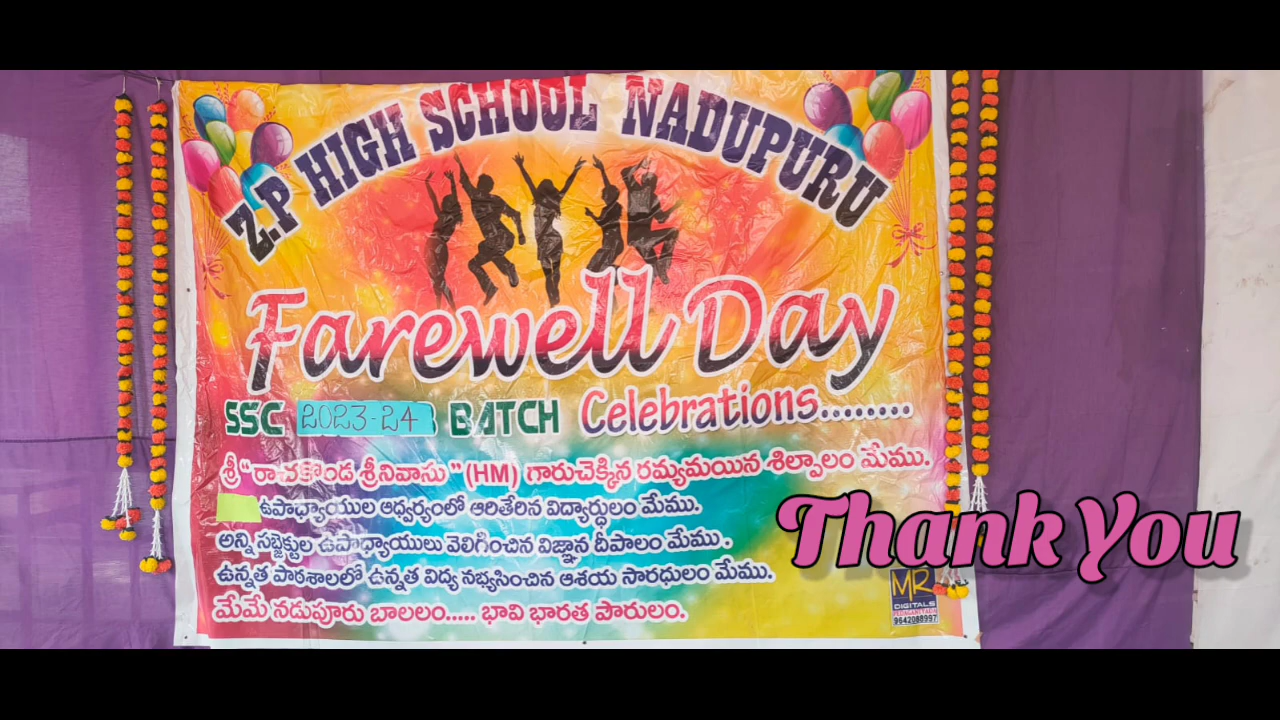 Z.P HIGH SCHOOL NADUPURU
Farewell Day
SSC 2023-24 BATCH Celebrations........
శ్రీ "రాచకొండ శ్రీనివాసు" (HM) గారుచెక్కిన రమ్యమయిన శిల్పాలం మేము.
ఉపాధ్యాయుల ఆధ్వర్యంలో ఆరితేరిన విద్యార్ధులం మేము.
అన్ని సబ్జెక్టుల ఉపాధ్యాయులు వెలిగించిన విజ్ఞాన దీపాలం మేము.
ఉన్నత పాఠశాలలో ఉన్నత విద్య నభ్యసించిన ఆశయ సారధులం మేము.
మేమే నడుపూరు బాలలం..... భావి భారత పౌరులం.
Thank You
MR
DIGITALS
9642088997